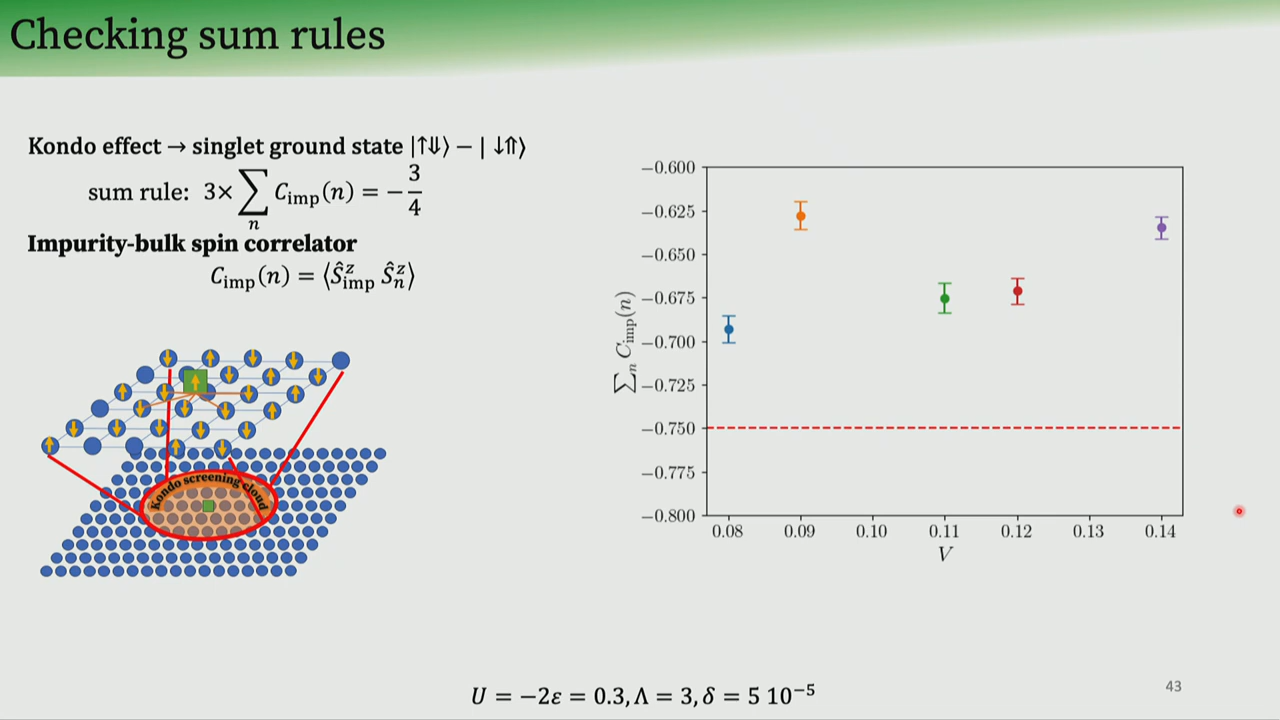 Checking sum rules
Kondo effect → singlet ground state |↑⇓⟩ − | ↓⇑⟩
sum rule: 3× ∑ₙ C_imp(n) = − 3/4
Impurity-bulk spin correlator
C_imp(n) = ⟨Ŝᶻ_imp Ŝᶻ_n⟩
Kondo screening cloud
∑ₙ C_imp(n)
−0.600
−0.625
−0.650
−0.675
−0.700
−0.725
−0.750
−0.775
−0.800
0.08 0.09 0.10 0.11 0.12 0.13 0.14
V
U = −2ε = 0.3, Λ = 3, δ = 5 10⁻⁵
43